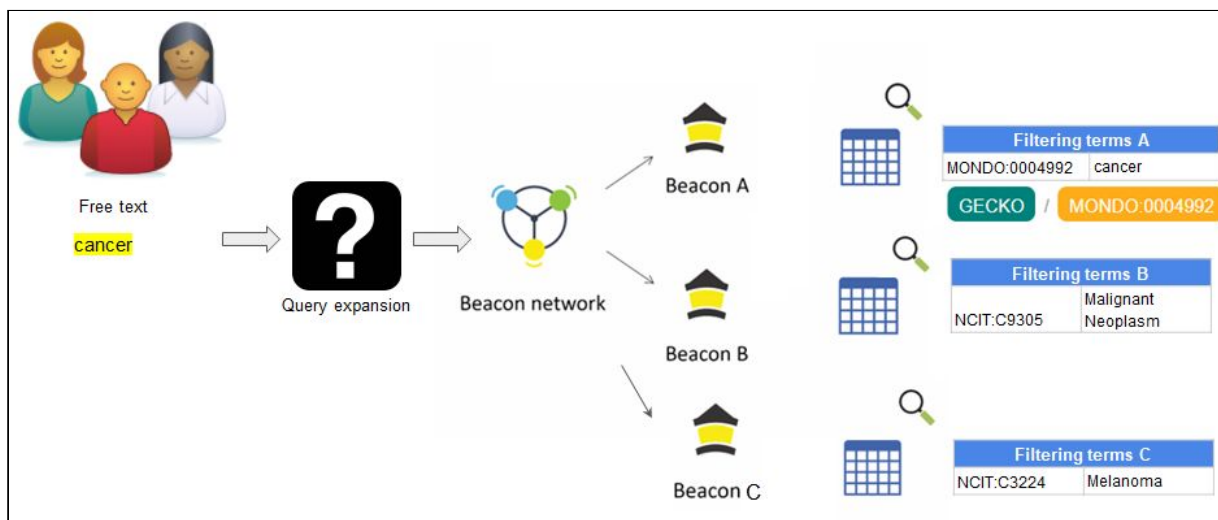 Free text
cancer
?
Query expansion
Beacon network
Beacon A
Filtering terms A
MONDO:0004992 cancer
GECKO / MONDO:0004992
Beacon B
Filtering terms B
NCIT:C9305 Malignant
Neoplasm
Beacon C
Filtering terms C
NCIT:C3224 Melanoma